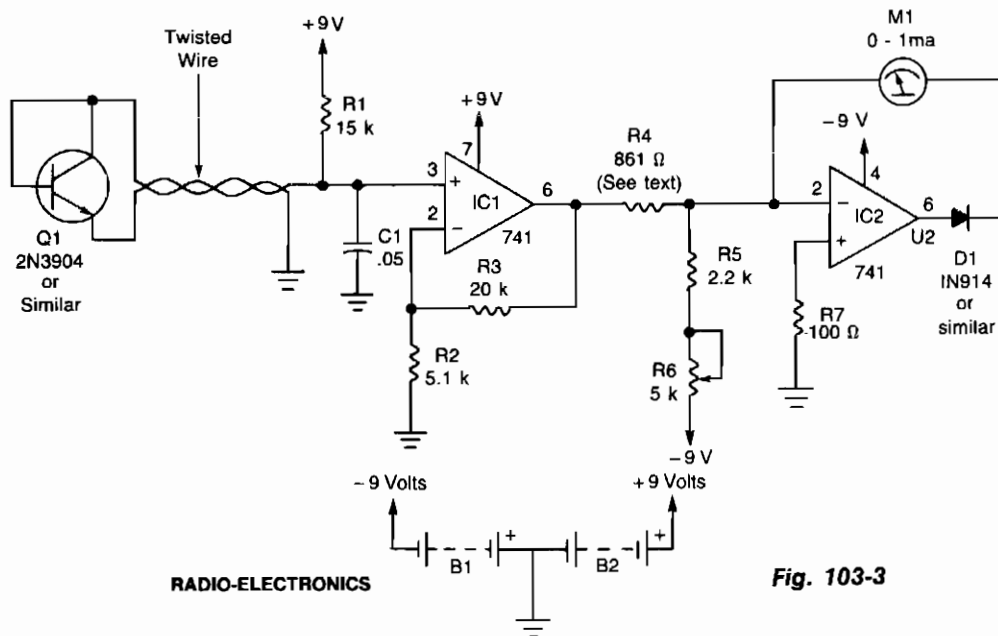 Twisted
Wire
Q1
2N3904
or
Similar
+9V
R1
15 k
C1
.05
+9V
7
3
+
2
−
IC1
6
741
R3
20 k
R2
5.1 k
R4
861 Ω
(See text)
R5
2.2 k
R6
5 k
−9 V
M1
0 - 1ma
−9 V
4
2
−
+
IC2
6
U2
741
R7
100 Ω
D1
IN914
or
similar
−9 Volts
+9 Volts
+
B1
B2
+
RADIO-ELECTRONICS
Fig. 103-3